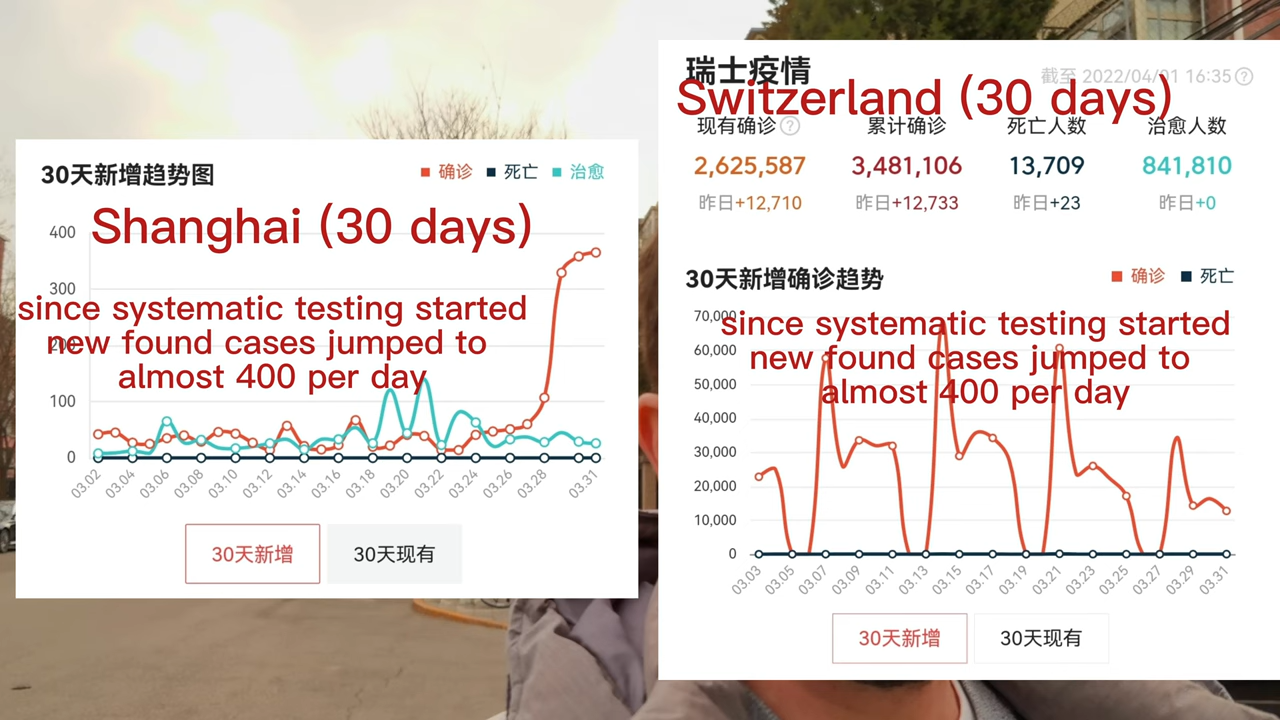 30天新增趋势图
确诊 死亡 治愈
Shanghai (30 days)
400
300
200
100
0
since systematic testing started
new found cases jumped to
almost 400 per day
03.02 03.04 03.06 03.08 03.10 03.12 03.14 03.16 03.18 03.20 03.22 03.24 03.26 03.28 03.31
30天新增 30天现有
瑞士疫情
截至 2022/04/01 16:35
Switzerland (30 days)
现有确诊 累计确诊 死亡人数 治愈人数
2,625,587 3,481,106 13,709 841,810
昨日+12,710 昨日+12,733 昨日+23 昨日+0
30天新增确诊趋势
确诊 死亡
70,000
60,000
50,000
40,000
30,000
20,000
10,000
0
since systematic testing started
new found cases jumped to
almost 400 per day
03.03 03.05 03.07 03.09 03.11 03.13 03.15 03.17 03.19 03.21 03.23 03.25 03.27 03.29 03.31
30天新增 30天现有